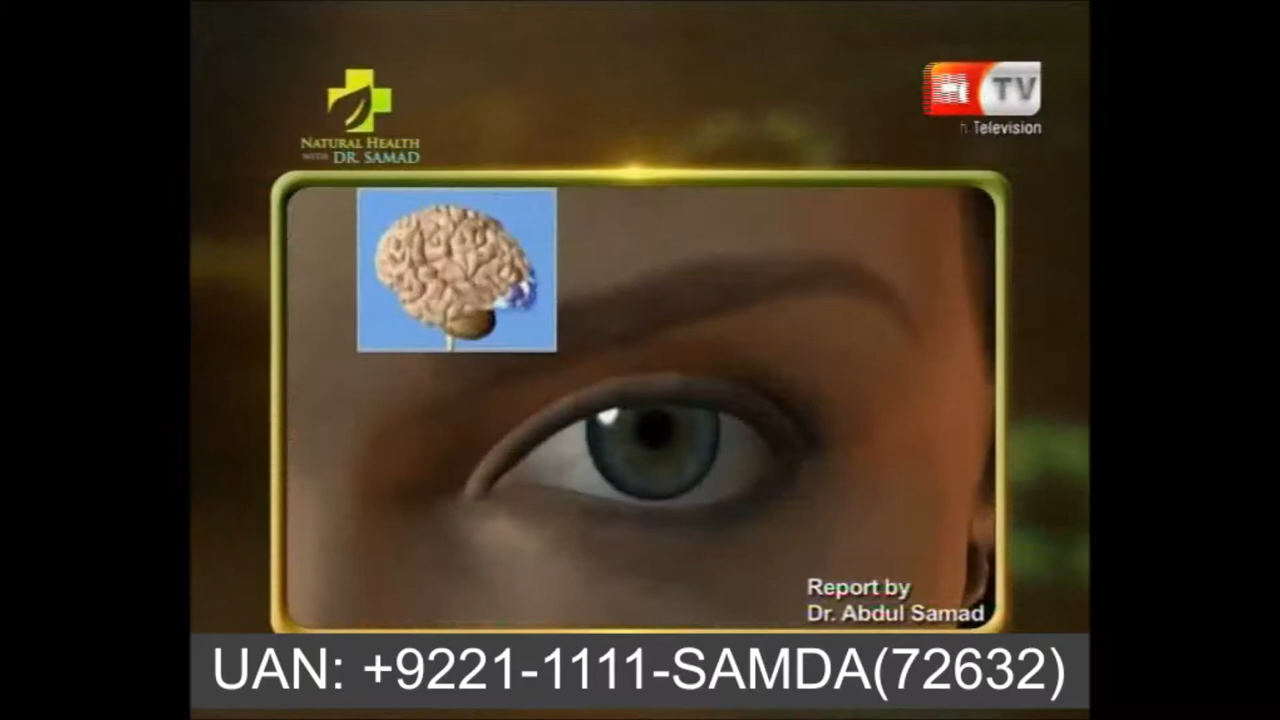 NATURAL HEALTH
WITH DR. SAMAD
TV
Television
Report by
Dr. Abdul Samad
UAN: +9221-1111-SAMDA(72632)